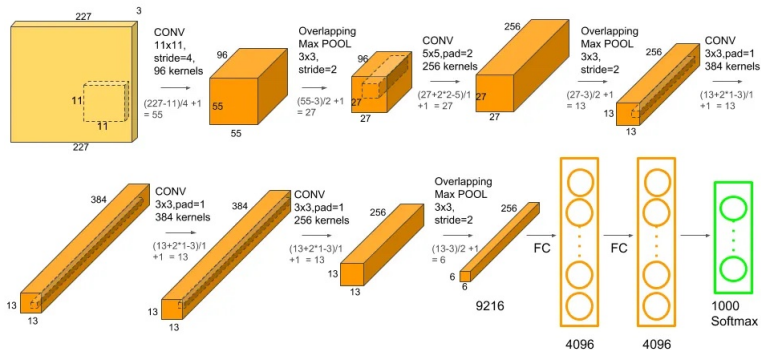 227
3
11
11
227
CONV
11x11,
stride=4,
96 kernels
(227-11)/4 +1
= 55
96
55
55
Overlapping
Max POOL
3x3,
stride=2
(55-3)/2 +1
= 27
96
27
27
CONV
5x5,pad=2
256 kernels
(27+2*2-5)/1
+1 = 27
256
27
27
Overlapping
Max POOL
3x3,
stride=2
(27-3)/2 +1
= 13
256
13
13
CONV
3x3,pad=1
384 kernels
(13+2*1-3)/1
+1 = 13
384
13
13
CONV
3x3,pad=1
384 kernels
(13+2*1-3)/1
+1 = 13
384
13
13
CONV
3x3,pad=1
256 kernels
(13+2*1-3)/1
+1 = 13
256
13
13
Overlapping
Max POOL
3x3,
stride=2
(13-3)/2 +1
= 6
256
6
6
9216
FC
4096
FC
4096
1000
Softmax